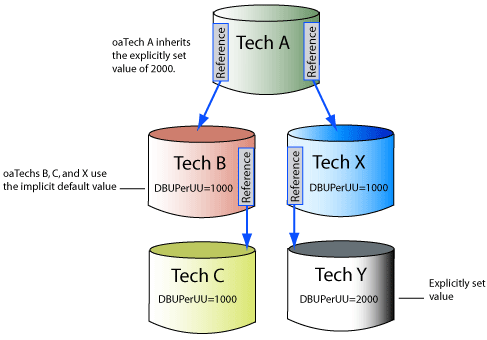 oaTech A inherits
the explicitly set
value of 2000.
Tech A
Reference
Reference
oaTechs B, C, and X use
the implicit default value
Tech B
DBUPerUU=1000
Reference
Tech X
DBUPerUU=1000
Reference
Tech C
DBUPerUU=1000
Tech Y
DBUPerUU=2000
Explicitly set
value